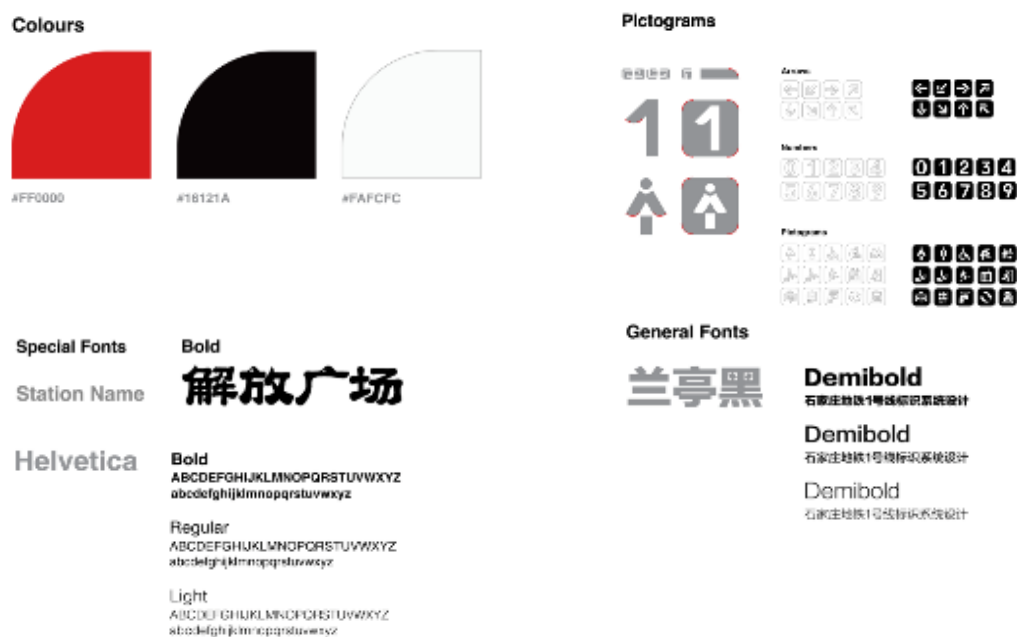 Colours
#FF0000
#16121A
#FAFCFC
Pictograms
1 1
Arrows
Numbers
0 1 2 3 4
5 6 7 8 9
Pictograms
Special Fonts
Bold
Station Name
解放广场
Helvetica
Bold
ABCDEFGHIJKLMNOPQRSTUVWXYZ
abcdefghijklmnopqrstuvwxyz
Regular
ABCDEFGHIJKLMNOPQRSTUVWXYZ
abcdefghijklmnopqrstuvwxyz
Light
ABCDEFGHIJKLMNOPQRSTUVWXYZ
abcdefghijklmnopqrstuvwxyz
General Fonts
兰亭黑
Demibold
石家庄地铁1号线标识系统设计
Demibold
石家庄地铁1号线标识系统设计
Demibold
石家庄地铁1号线标识系统设计